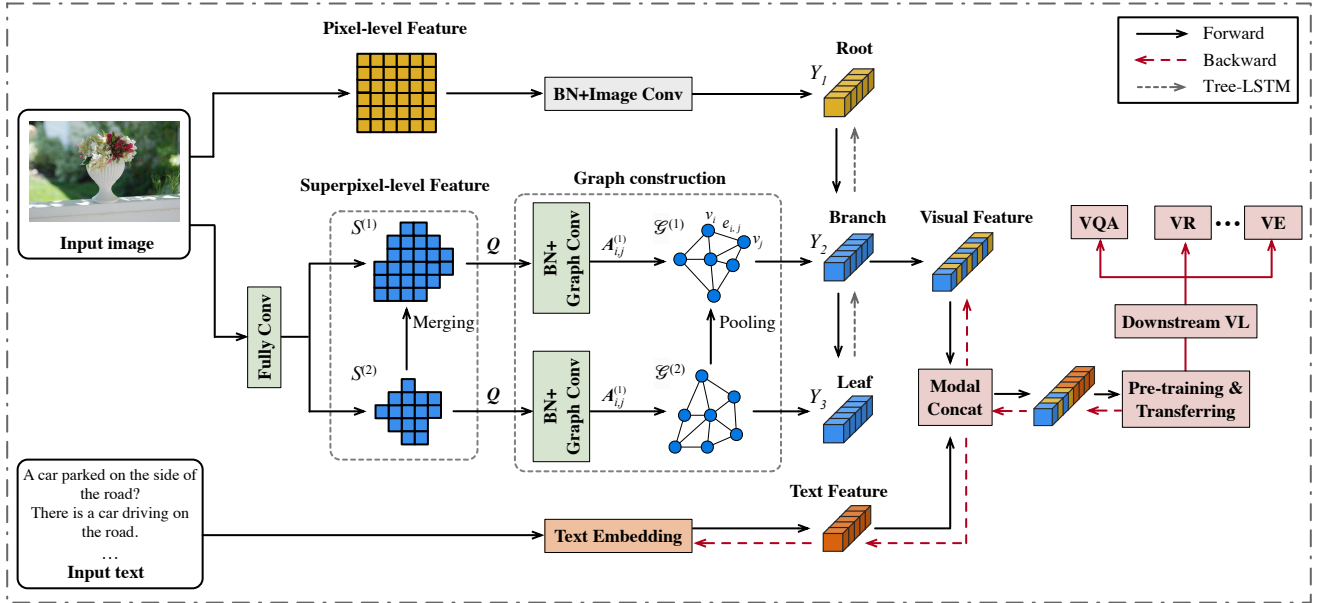 Pixel-level Feature
BN+Image Conv
Root
Y₁
Forward
Backward
Tree-LSTM
Input image
Superpixel-level Feature
Graph construction
S⁽¹⁾
Q
BN+
Graph Conv
A⁽¹⁾ᵢ,ⱼ
𝒢⁽¹⁾
vᵢ
eᵢ,ⱼ
vⱼ
Branch
Y₂
Visual Feature
VQA
VR
•••
VE
Fully Conv
Merging
Pooling
Downstream VL
S⁽²⁾
Q
BN+
Graph Conv
A⁽¹⁾ᵢ,ⱼ
𝒢⁽²⁾
Leaf
Y₃
Modal
Concat
Pre-training &
Transferring
A car parked on the side of
the road?
There is a car driving on
the road.
…
Input text
Text Embedding
Text Feature